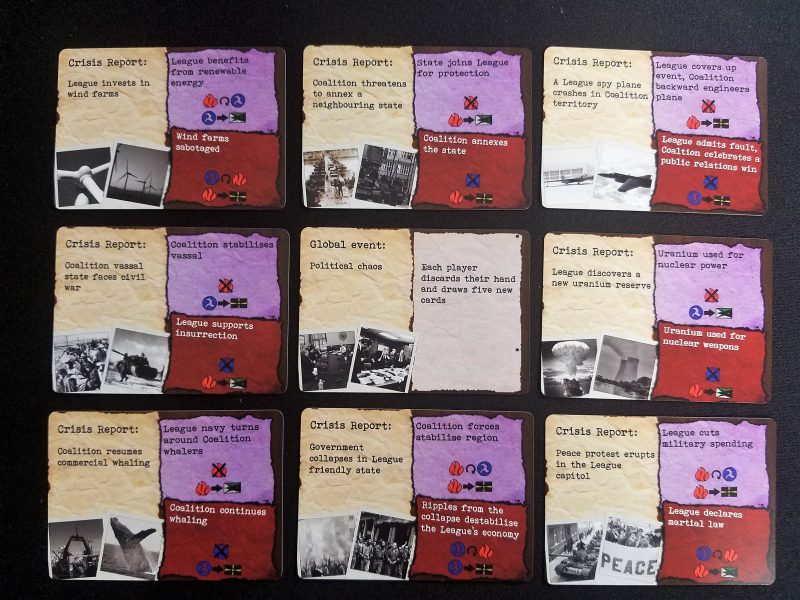 Crisis Report:
League invests in
wind farms
League benefits
from renewable
energy
Wind farms
sabotaged
Crisis Report:
Coalition threatens
to annex a
neighbouring state
State joins League
for protection
Coalition annexes
the state
Crisis Report:
A League spy plane
crashes in Coalition
territory
League covers up
event, Coalition
backward engineers
plane
League admits fault,
Coaltion celebrates a
public relations win
Crisis Report:
Coalition vassal
state faces civil
war
Coalition stabilises
vassal
League supports
insurrection
Global event:
Political chaos
Each player
discards their hand
and draws five new
cards
Crisis Report:
League discovers a
new uranium reserve
Uranium used for
nuclear power
Uranium used for
nuclear weapons
Crisis Report:
Coalition resumes
commercial whaling
League navy turns
around Coalition
whalers
Coalition continues
whaling
Crisis Report:
Government
collapses in League
friendly state
Coalition forces
stabilise region
Ripples from the
collapse destabilise
the League's economy
Crisis Report:
Peace protest erupts
in the League
capitol
League cuts
military spending
League declares
martial law
PEACE